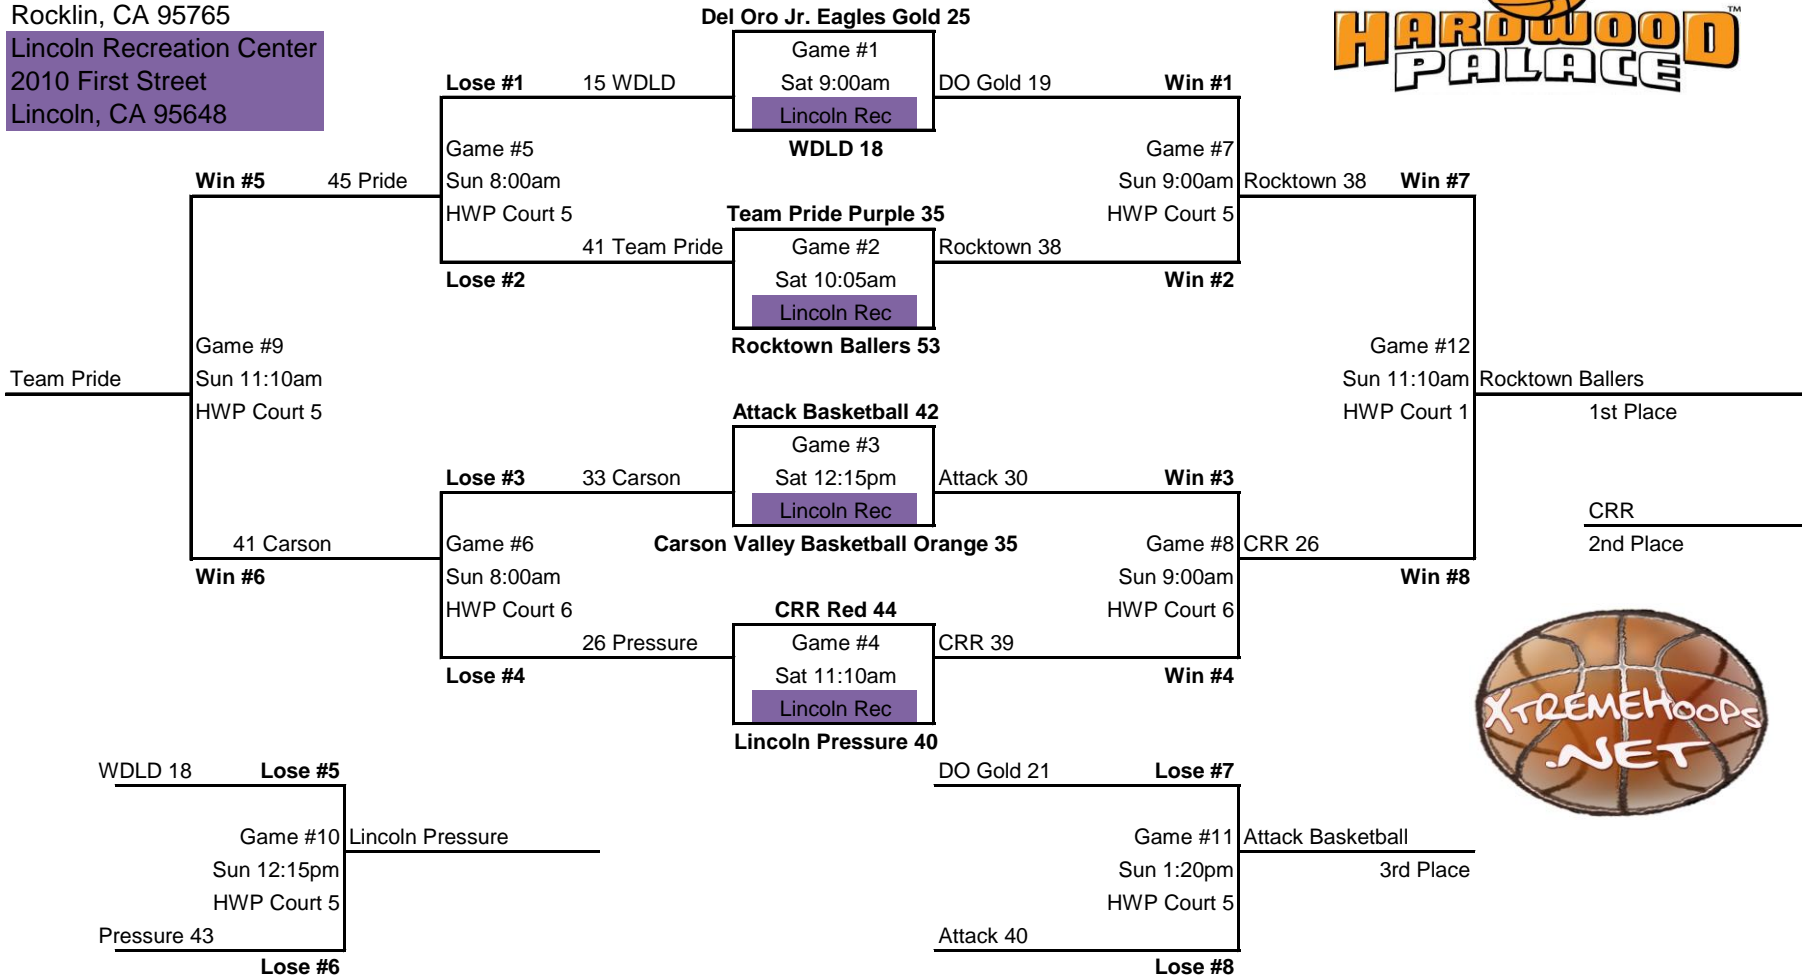 Rocklin, CA 95765
Lincoln Recreation Center
2010 First Street
Lincoln, CA 95648
HARDWOOD
PALACE
™
Del Oro Jr. Eagles Gold 25
Game #1
Lose #1 15 WDLD Sat 9:00am DO Gold 19 Win #1
Lincoln Rec
Game #5 WDLD 18 Game #7
Win #5 45 Pride Sun 8:00am Sun 9:00am Rocktown 38 Win #7
HWP Court 5 Team Pride Purple 35 HWP Court 5
41 Team Pride Game #2 Rocktown 38
Lose #2 Sat 10:05am Win #2
Lincoln Rec
Game #9 Rocktown Ballers 53 Game #12
Team Pride Sun 11:10am Sun 11:10am Rocktown Ballers
HWP Court 5 Attack Basketball 42 HWP Court 1 1st Place
Game #3
Lose #3 33 Carson Sat 12:15pm Attack 30 Win #3
Lincoln Rec CRR
41 Carson Game #6 Carson Valley Basketball Orange 35 Game #8 CRR 26 2nd Place
Win #6 Sun 8:00am Sun 9:00am Win #8
HWP Court 6 CRR Red 44 HWP Court 6
26 Pressure Game #4 CRR 39
Lose #4 Sat 11:10am Win #4
Lincoln Rec
Lincoln Pressure 40
XTREMEHOOPS
.NET
WDLD 18 Lose #5 DO Gold 21 Lose #7
Game #10 Lincoln Pressure Game #11 Attack Basketball
Sun 12:15pm Sun 1:20pm 3rd Place
HWP Court 5 HWP Court 5
Pressure 43 Attack 40
Lose #6 Lose #8